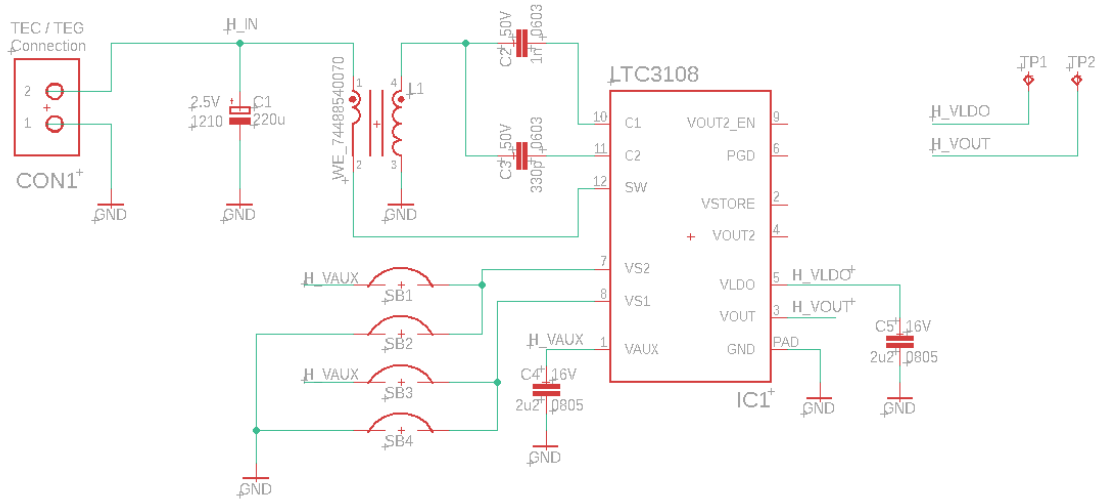 TEC / TEG
Connection
2
1
CON1
H_IN
2.5V
1210
C1
220u
WE_74488540070
1
2
4
3
L1
C2
50V
1n
0603
C3
50V
330p
0603
LTC3108
10
C1
11
C2
12
SW
7
VS2
8
VS1
1
VAUX
VOUT2_EN
9
PGD
6
VSTORE
2
VOUT2
4
VLDO
5
VOUT
3
GND
PAD
IC1
TP1
TP2
H_VLDO
H_VOUT
H_VLDO
H_VOUT
C5
16V
2u2
0805
H_VAUX
SB1
SB2
H_VAUX
SB3
SB4
H_VAUX
C4
16V
2u2
0805
GND
GND
GND
GND
GND
GND
GND